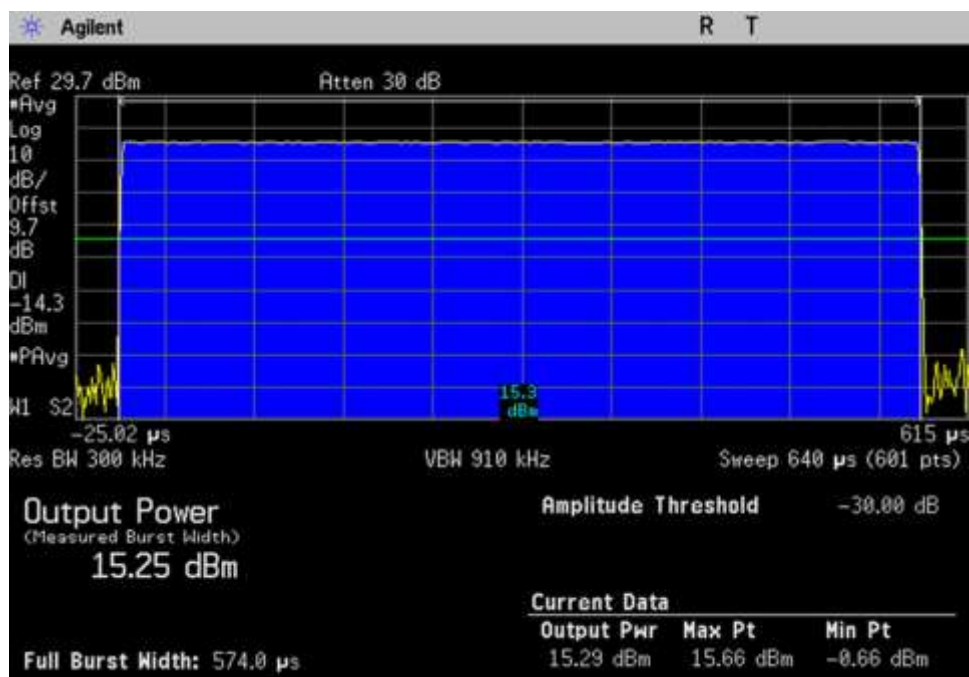 Agilent R T
Ref 29.7 dBm Atten 30 dB
*Avg
Log
10
dB/
Offst
9.7
dB
DI
-14.3
dBm
*PAvg
W1 S2
15.3
dBm
-25.02 µs 615 µs
Res BW 300 kHz VBW 910 kHz Sweep 640 µs (601 pts)
Output Power Amplitude Threshold -30.00 dB
(Measured Burst Width)
15.25 dBm
Current Data
Output Pwr Max Pt Min Pt
Full Burst Width: 574.0 µs 15.29 dBm 15.66 dBm -0.66 dBm